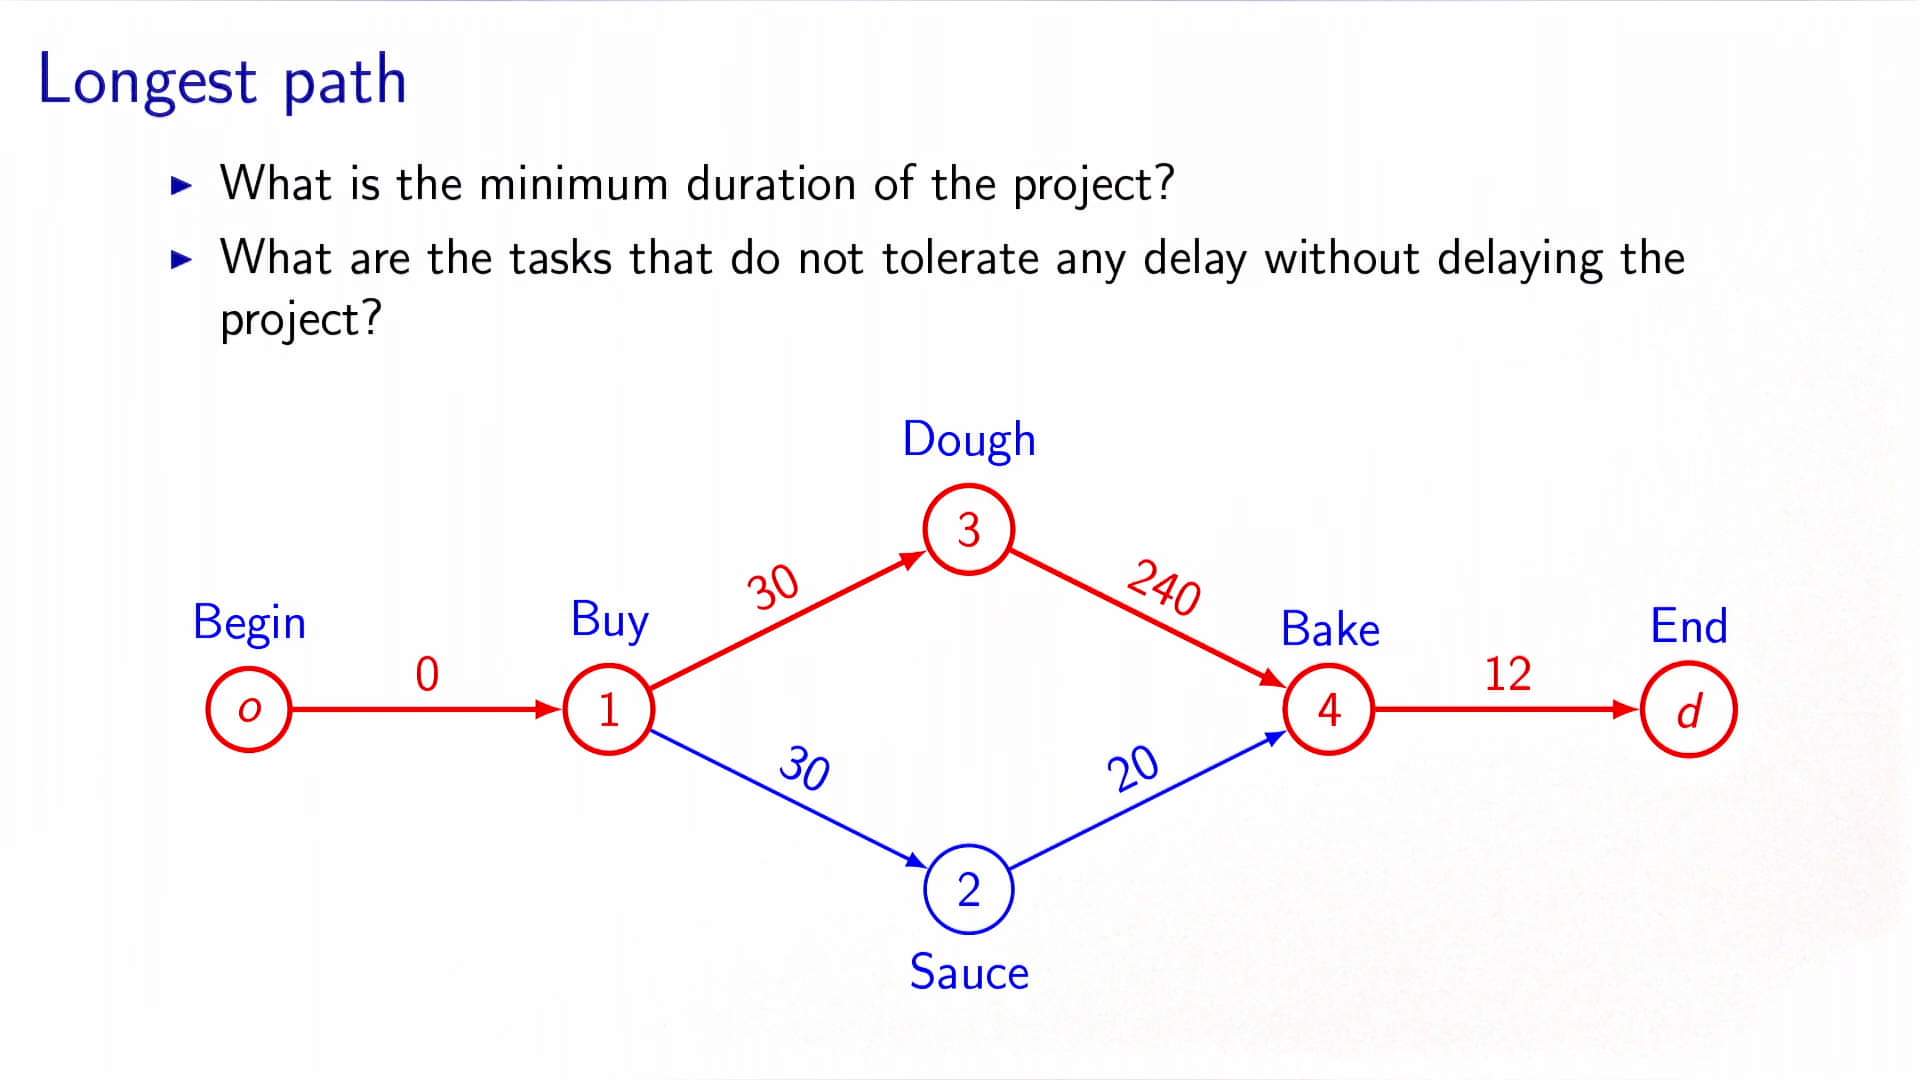 Longest path
▶ What is the minimum duration of the project?
▶ What are the tasks that do not tolerate any delay without delaying the
project?
Dough
3
30
240
Begin
Buy
Bake
End
0
12
o
1
4
d
30
20
2
Sauce